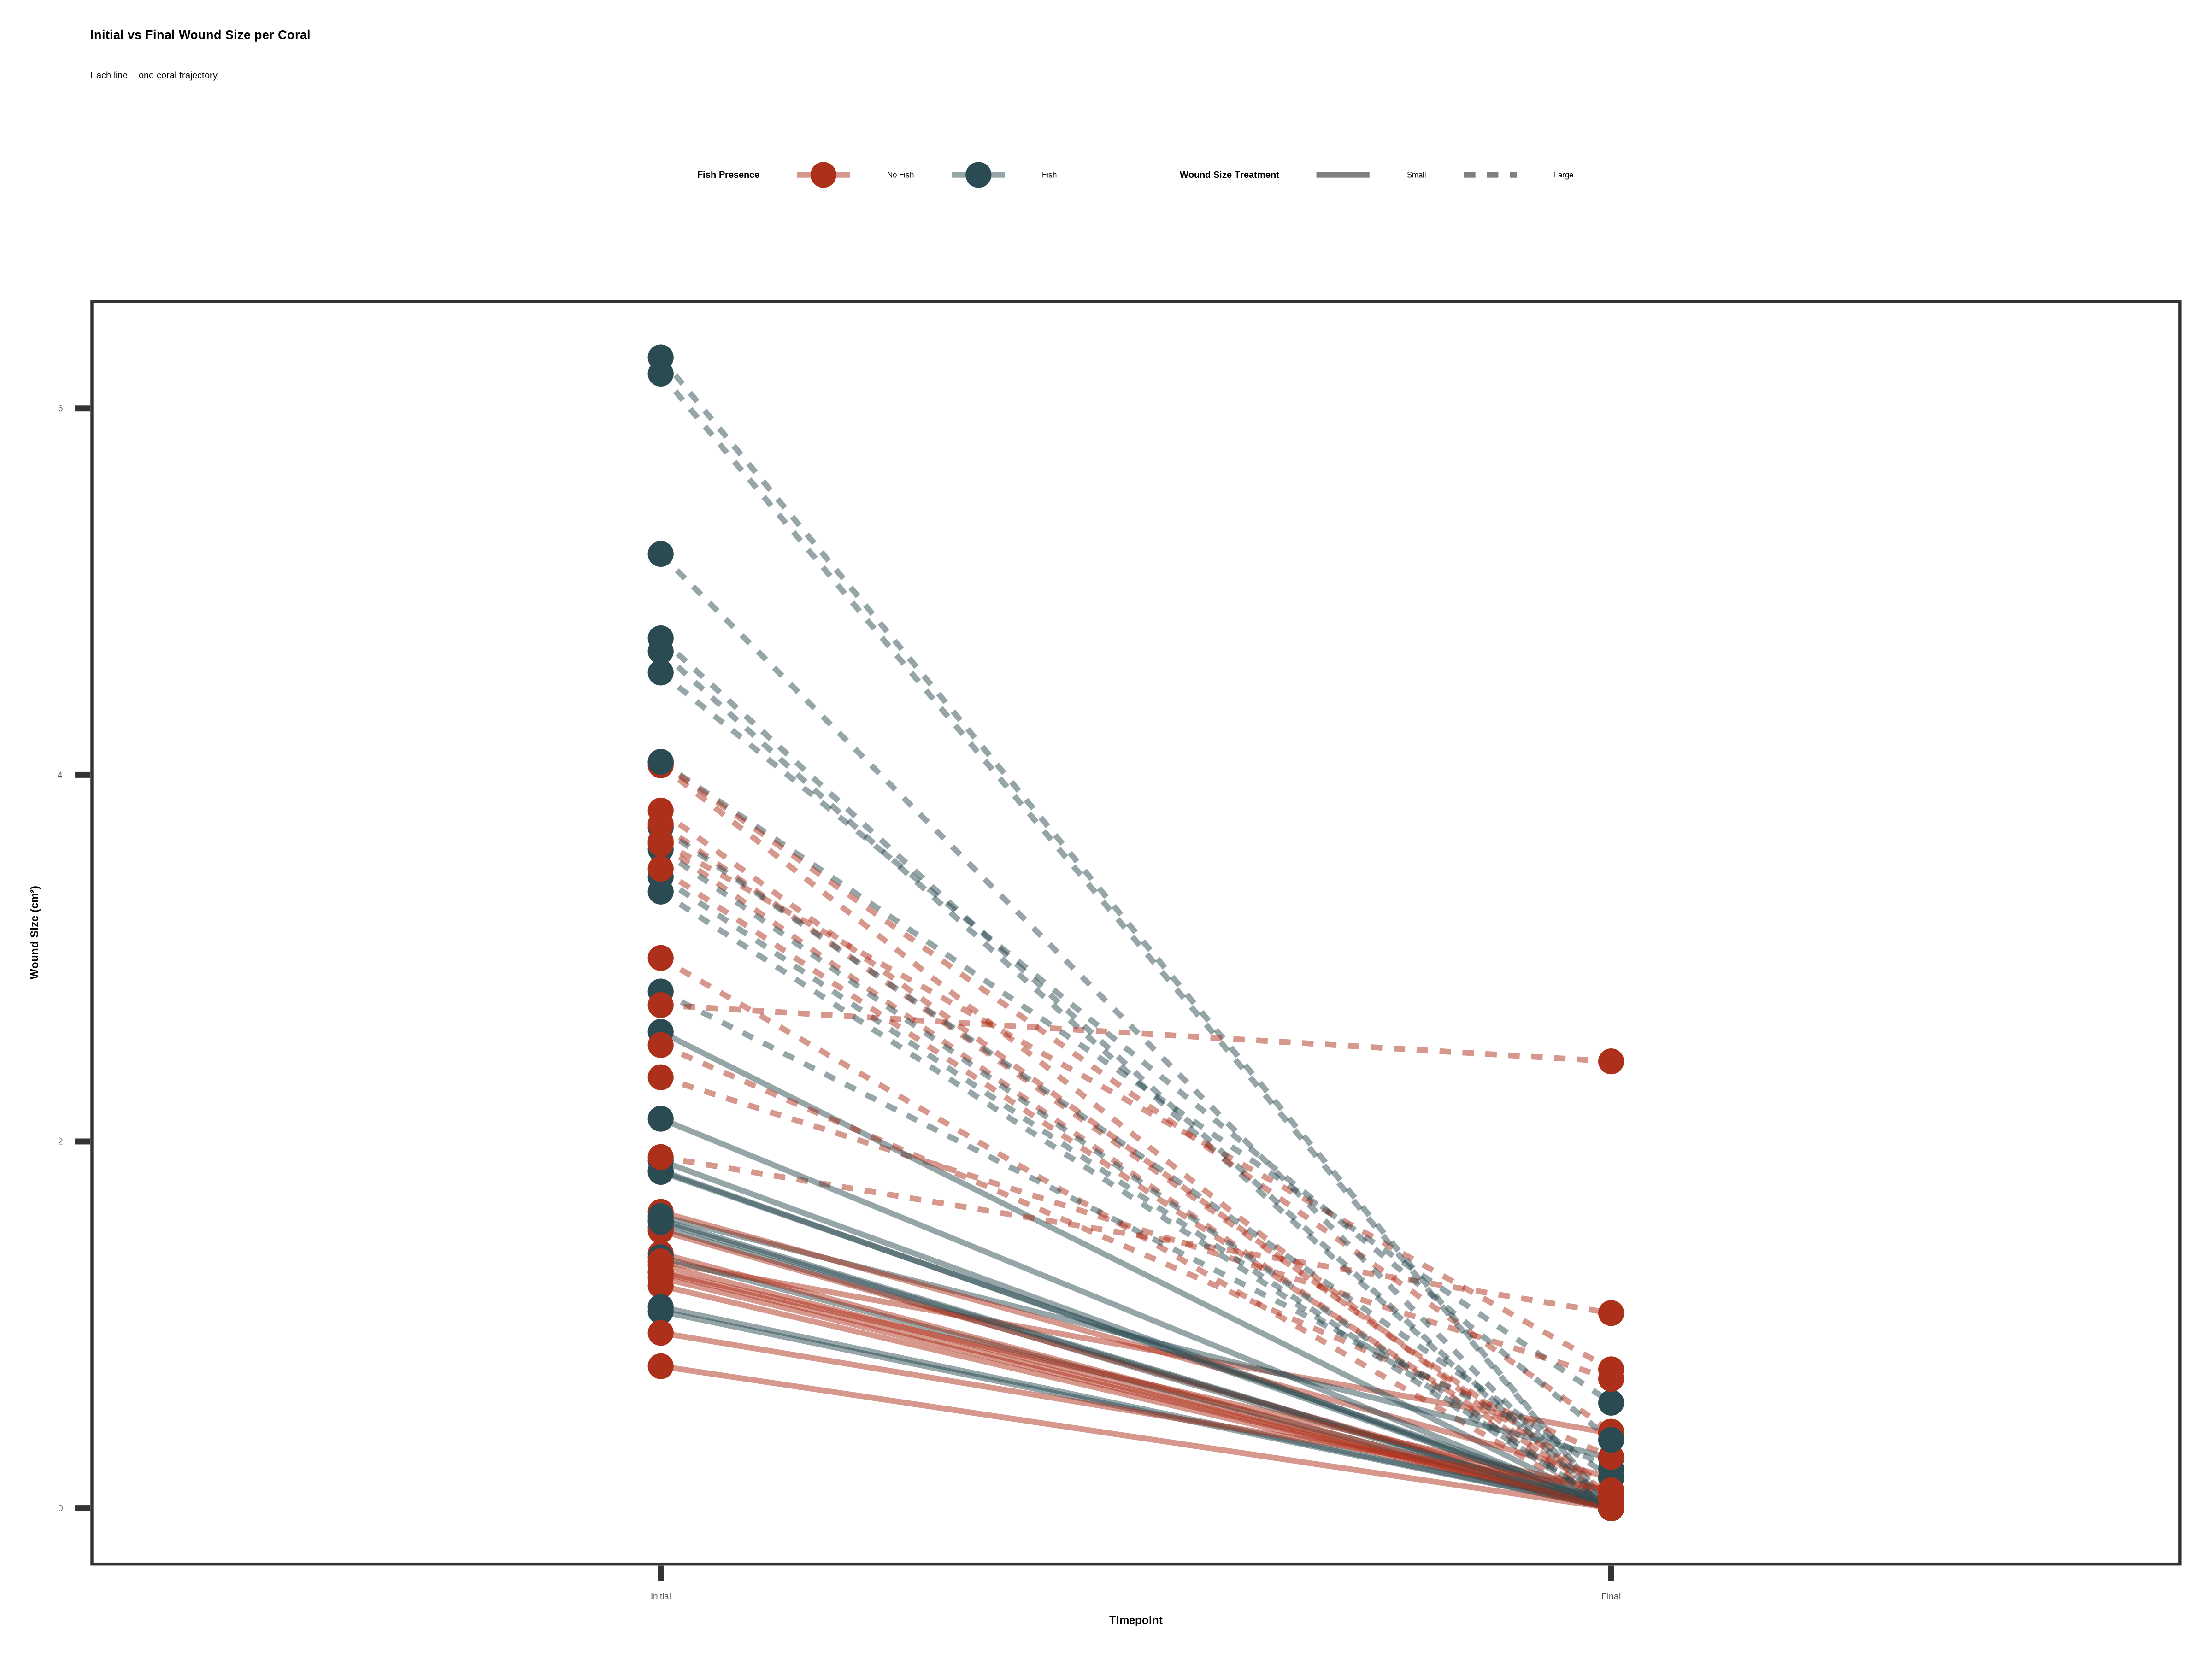 Initial vs Final Wound Size per Coral
Each line = one coral trajectory
Fish Presence No Fish Fish Wound Size Treatment Small Large
6
4
2
0
Wound Size (cm²)
Initial Final
Timepoint